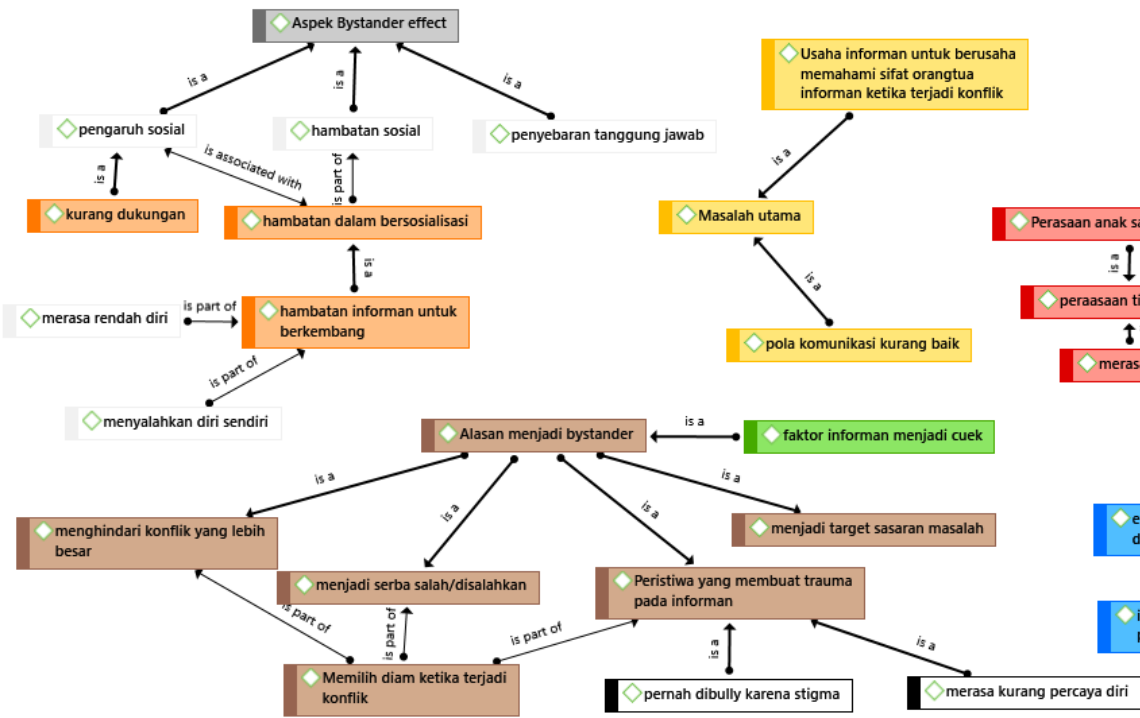 Aspek Bystander effect
is a
is a
is a
pengaruh sosial
hambatan sosial
penyebaran tanggung jawab
is a
is associated with
is part of
kurang dukungan
hambatan dalam bersosialisasi
is a
merasa rendah diri
is part of
hambatan informan untuk
berkembang
is part of
menyalahkan diri sendiri
Usaha informan untuk berusaha
memahami sifat orangtua
informan ketika terjadi konflik
is a
Masalah utama
is a
pola komunikasi kurang baik
Perasaan anak
is a
peraasaan
Alasan menjadi bystander
is a
faktor informan menjadi cuek
is a
is a
is a
is a
menghindari konflik yang lebih
besar
menjadi serba salah/disalahkan
Peristiwa yang membuat trauma
pada informan
menjadi target sasaran masalah
is part of
is part of
is part of
Memilih diam ketika terjadi
konflik
is a
is a
pernah dibully karena stigma
merasa kurang percaya diri